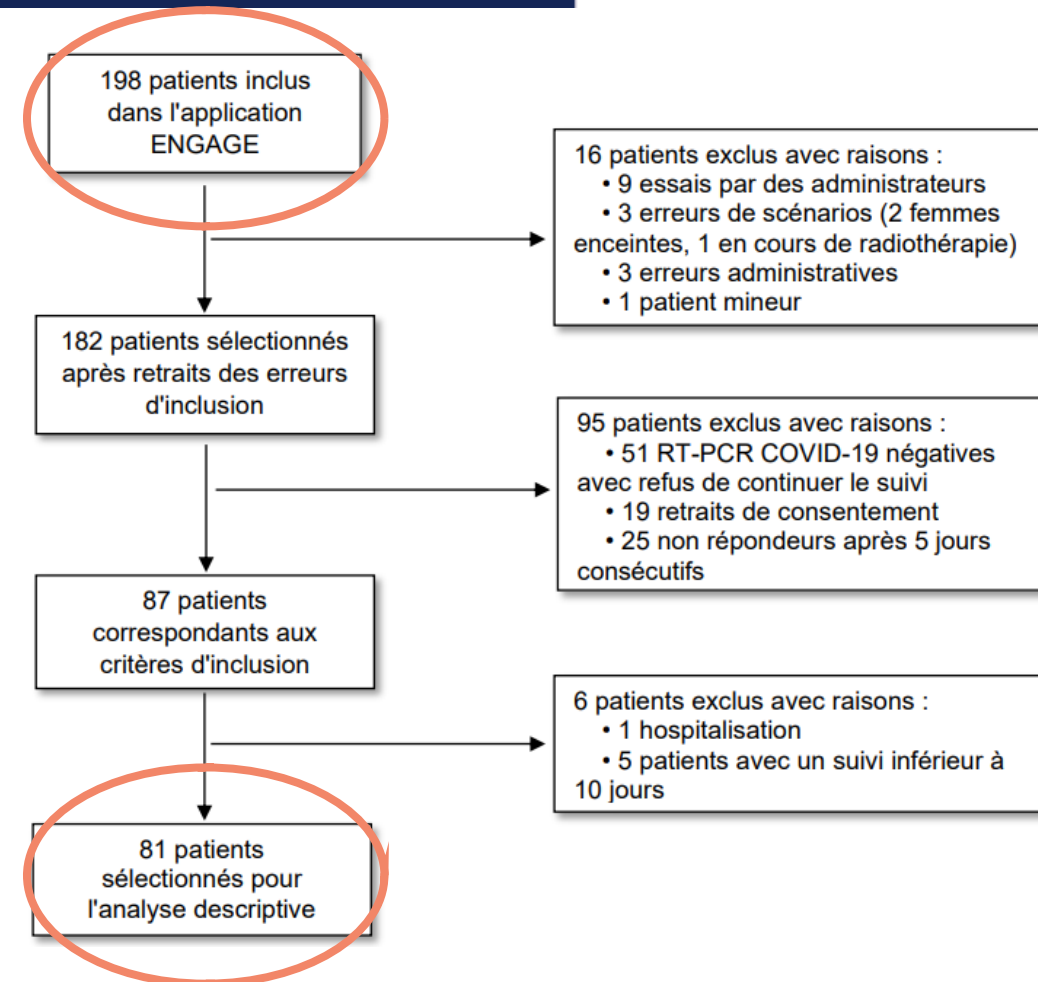 198 patients inclus
dans l'application
ENGAGE
16 patients exclus avec raisons :
• 9 essais par des administrateurs
• 3 erreurs de scénarios (2 femmes
enceintes, 1 en cours de radiothérapie)
• 3 erreurs administratives
• 1 patient mineur
182 patients sélectionnés
après retraits des erreurs
d'inclusion
95 patients exclus avec raisons :
• 51 RT-PCR COVID-19 négatives
avec refus de continuer le suivi
• 19 retraits de consentement
• 25 non répondeurs après 5 jours
consécutifs
87 patients
correspondants aux
critères d'inclusion
6 patients exclus avec raisons :
• 1 hospitalisation
• 5 patients avec un suivi inférieur à
10 jours
81 patients
sélectionnés pour
l'analyse descriptive